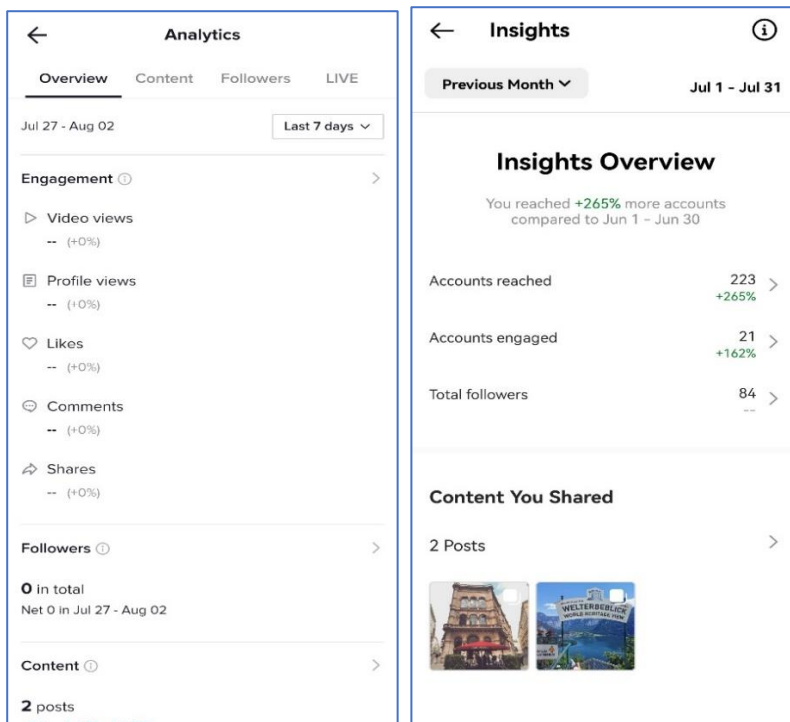 Analytics
Overview Content Followers LIVE
Jul 27 - Aug 02 Last 7 days
Engagement
Video views
-- (+0%)
Profile views
-- (+0%)
Likes
-- (+0%)
Comments
-- (+0%)
Shares
-- (+0%)
Followers
0 in total
Net 0 in Jul 27 - Aug 02
Content
2 posts
Insights
Previous Month Jul 1 - Jul 31
Insights Overview
You reached +265% more accounts
compared to Jun 1 - Jun 30
Accounts reached 223
+265%
Accounts engaged 21
+162%
Total followers 84
--
Content You Shared
2 Posts
WELTERBEBLICK
WORLD HERITAGE VIEW